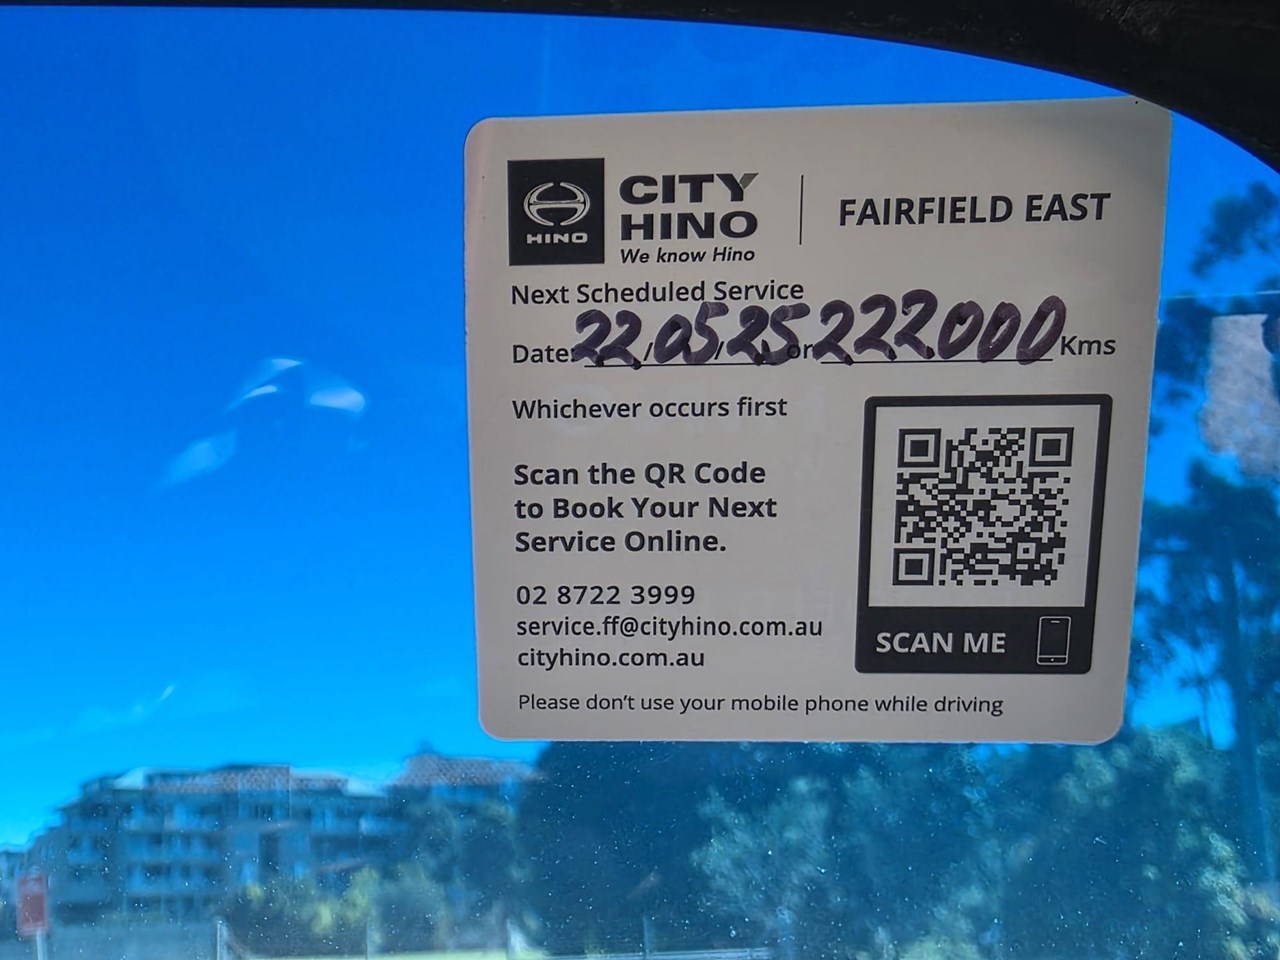 HINO
CITY
HINO
We know Hino
FAIRFIELD EAST
Next Scheduled Service
Date: 22/05/25 or 222000 Kms
Whichever occurs first
Scan the QR Code
to Book Your Next
Service Online.
02 8722 3999
service.ff@cityhino.com.au
cityhino.com.au
SCAN ME
Please don't use your mobile phone while driving